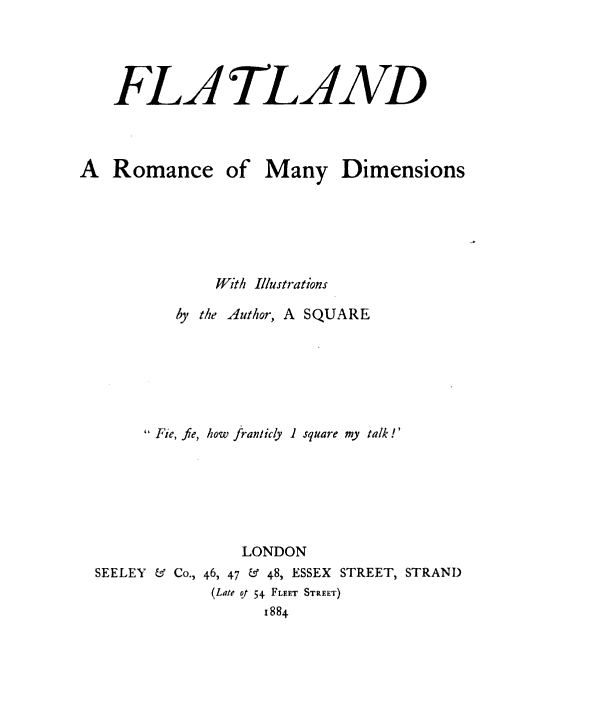 FLATLAND
A Romance of Many Dimensions
With Illustrations
by the Author, A SQUARE
“ Fie, fie, how franticly I square my talk!'
LONDON
SEELEY & Co., 46, 47 & 48, ESSEX STREET, STRAND
(Late of 54 FLEET STREET)
1884